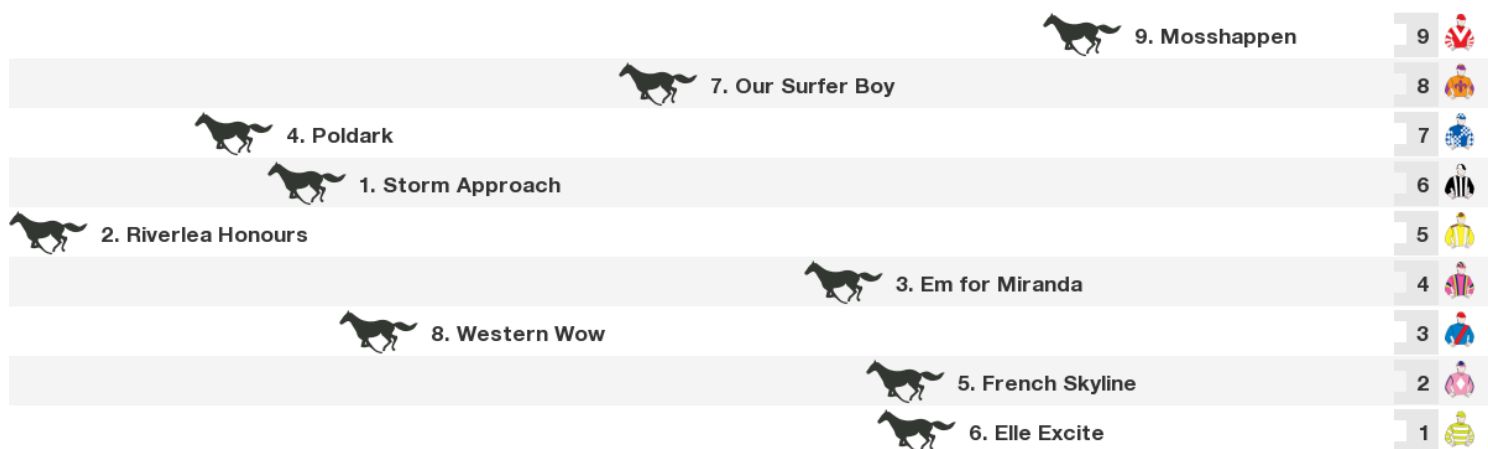 9. Mosshappen 9
7. Our Surfer Boy 8
4. Poldark 7
1. Storm Approach 6
2. Riverlea Honours 5
3. Em for Miranda 4
8. Western Wow 3
5. French Skyline 2
6. Elle Excite 1